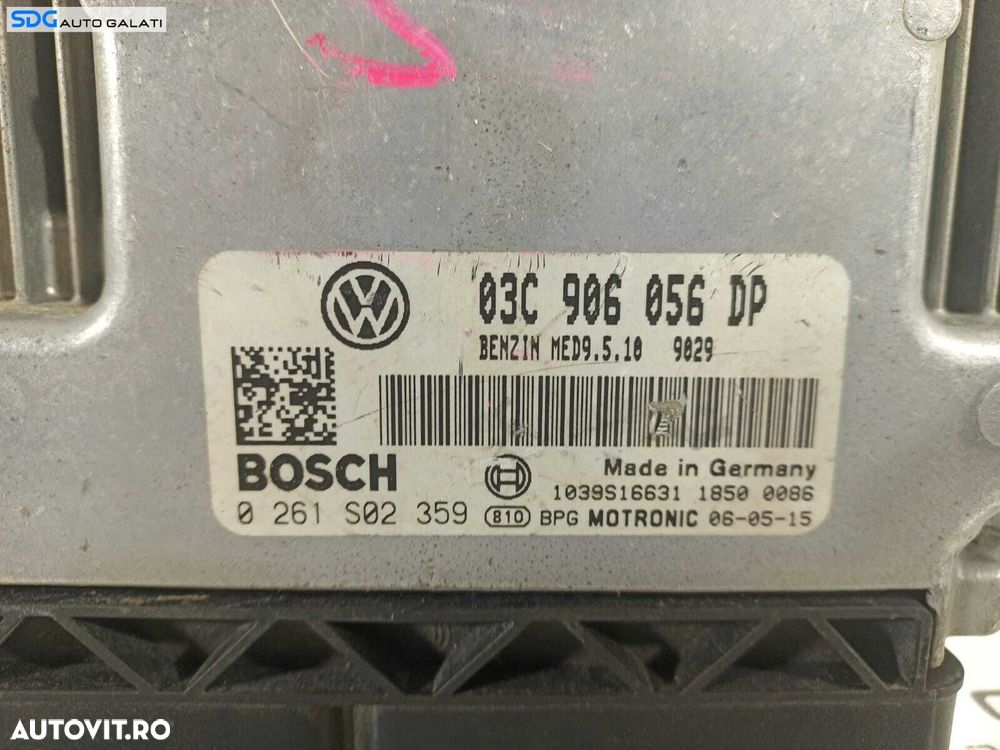 SDG AUTO GALATI
03C 906 056 DP
BENZIN MED9.5.10 9029
BOSCH
Made in Germany
1039S16631 1850 0086
0 261 S02 359 810 BPG MOTRONIC 06-05-15
AUTOVIT.RO